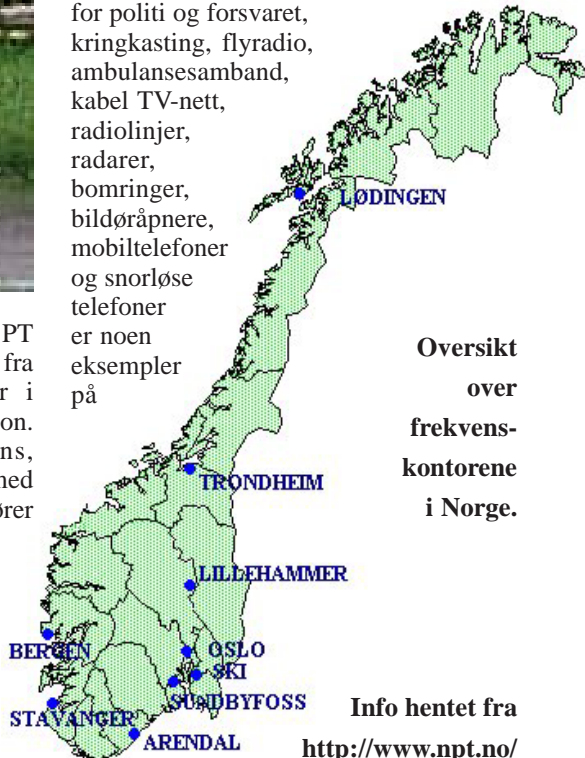 for politi og forsvaret,
kringkasting, flyradio,
ambulansesamband,
kabel TV-nett,
radiolinjer,
radarer,
bomringer,
bildøråpnere,
mobiltelefoner
og snorløse
telefoner
er noen
eksempler
på
PT
fra
r i
on.
ns,
ned
ører
LØDINGEN
TRONDHEIM
LILLEHAMMER
BERGEN
OSLO
SKI
SUNDBYFOSS
STAVANGER
ARENDAL
Oversikt
over
frekvens-
kontorene
i Norge.
Info hentet fra
http://www.npt.no/